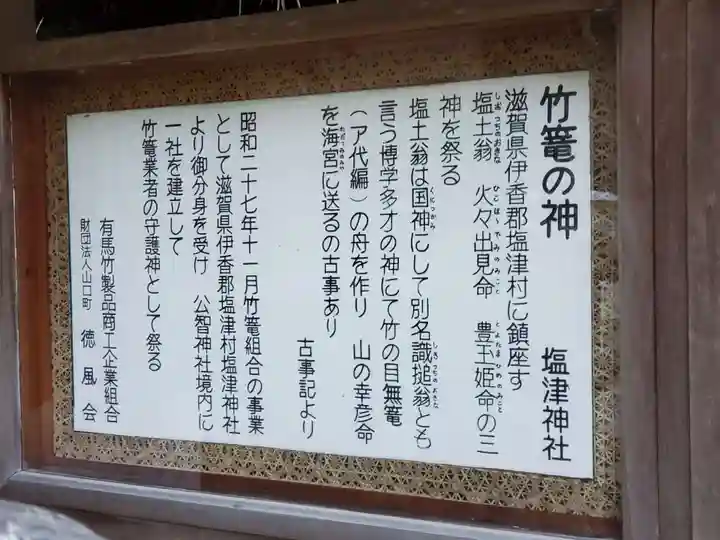 竹篭の神　塩津神社
滋賀県伊香郡塩津村に鎮座す
塩土翁　火々出見命　豊玉姫命の三
神を祭る
塩土翁は国神にして別名識搥翁とも
言う博学多才の神にて竹の目無篭
（ア代編）の舟を作り　山の幸彦命
を海宮に送るの古事あり
古事記より
昭和二十七年十一月竹篭組合の事業
として滋賀県伊香郡塩津村塩津神社
より御分身を受け　公智神社境内に
一社を建立して
竹篭業者の守護神として祭る
有馬竹製品商工企業組合
財団法人山口町　徳風会